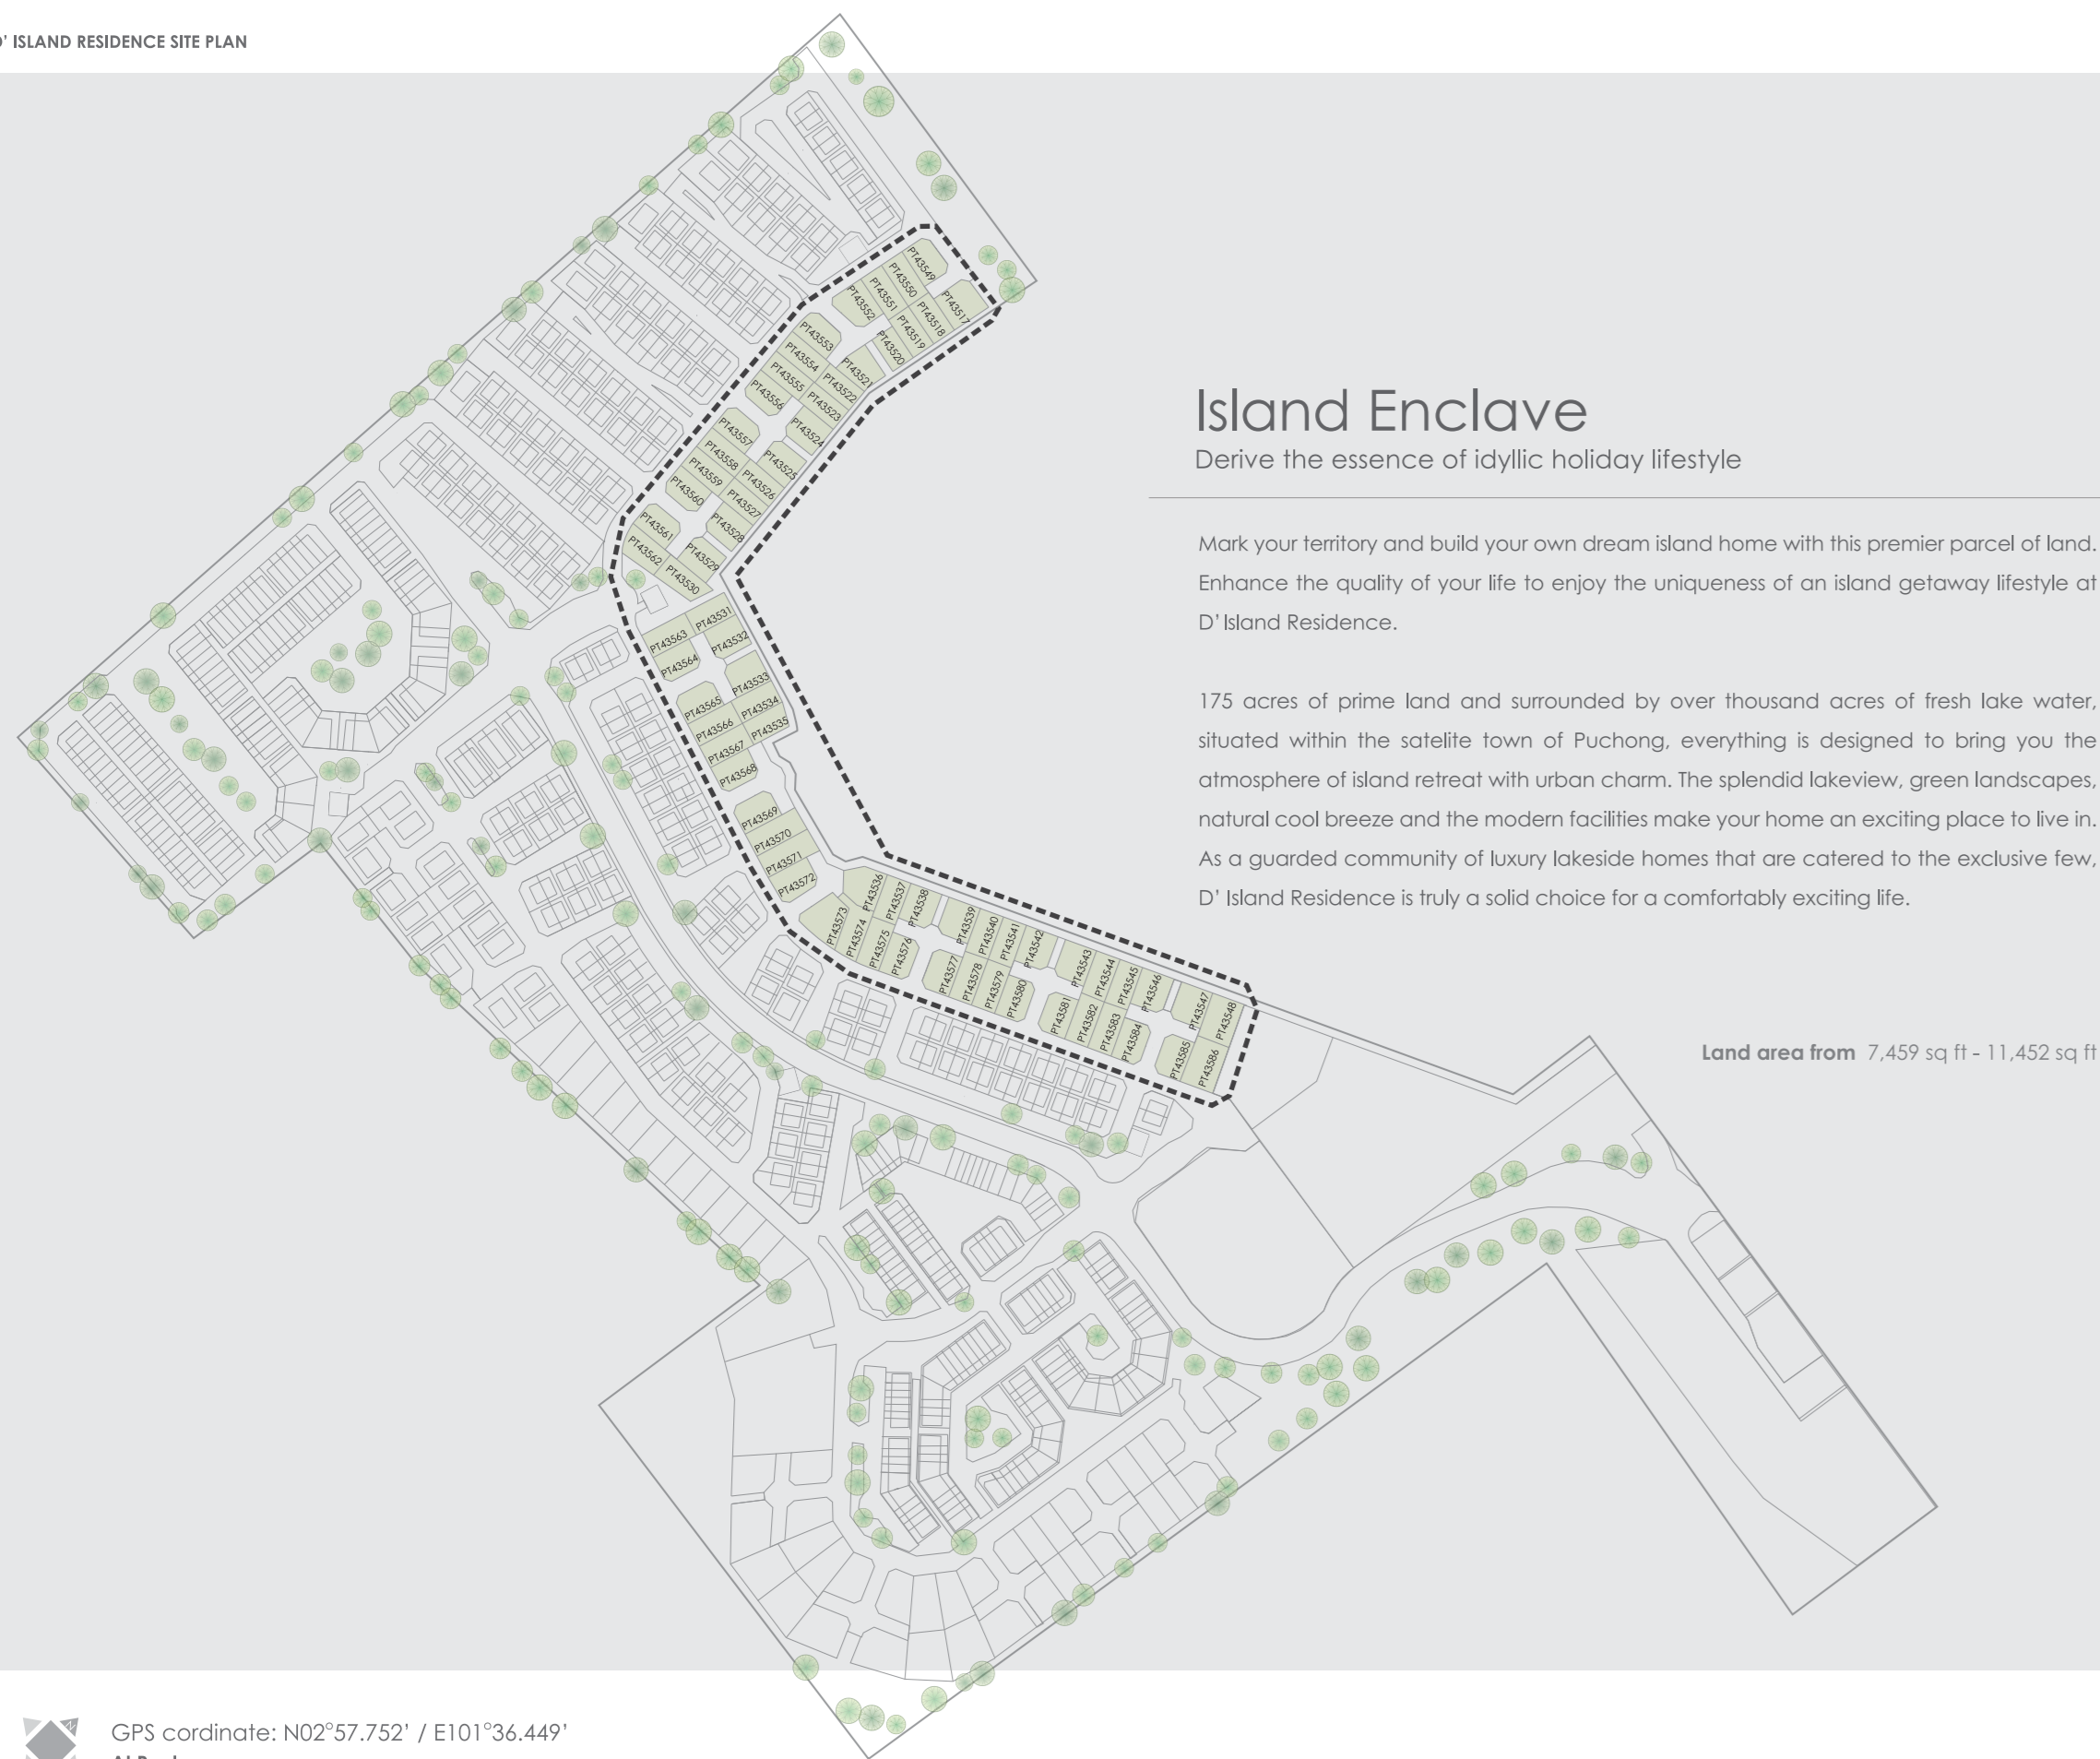 D' ISLAND RESIDENCE SITE PLAN
PT43549
PT43550
PT43551
PT43552
PT43517
PT43518
PT43519
PT43520
PT43553
PT43554
PT43555
PT43556
PT43521
PT43522
PT43523
PT43524
PT43557
PT43558
PT43559
PT43560
PT43525
PT43526
PT43527
PT43528
PT43561
PT43562
PT43529
PT43530
PT43531
PT43532
PT43563
PT43564
PT43533
PT43534
PT43535
PT43565
PT43566
PT43567
PT43568
PT43569
PT43570
PT43571
PT43572
PT43536
PT43537
PT43538
PT43573
PT43574
PT43575
PT43576
PT43539
PT43540
PT43541
PT43542
PT43577
PT43578
PT43579
PT43580
PT43543
PT43544
PT43545
PT43546
PT43581
PT43582
PT43583
PT43584
PT43547
PT43548
PT43585
PT43586
Island Enclave
Derive the essence of idyllic holiday lifestyle
Mark your territory and build your own dream island home with this premier parcel of land.
Enhance the quality of your life to enjoy the uniqueness of an island getaway lifestyle at
D' Island Residence.
175 acres of prime land and surrounded by over thousand acres of fresh lake water,
situated within the satelite town of Puchong, everything is designed to bring you the
atmosphere of island retreat with urban charm. The splendid lakeview, green landscapes,
natural cool breeze and the modern facilities make your home an exciting place to live in.
As a guarded community of luxury lakeside homes that are catered to the exclusive few,
D' Island Residence is truly a solid choice for a comfortably exciting life.
Land area from 7,459 sq ft - 11,452 sq ft
N
GPS cordinate: N02°57.752' / E101°36.449'